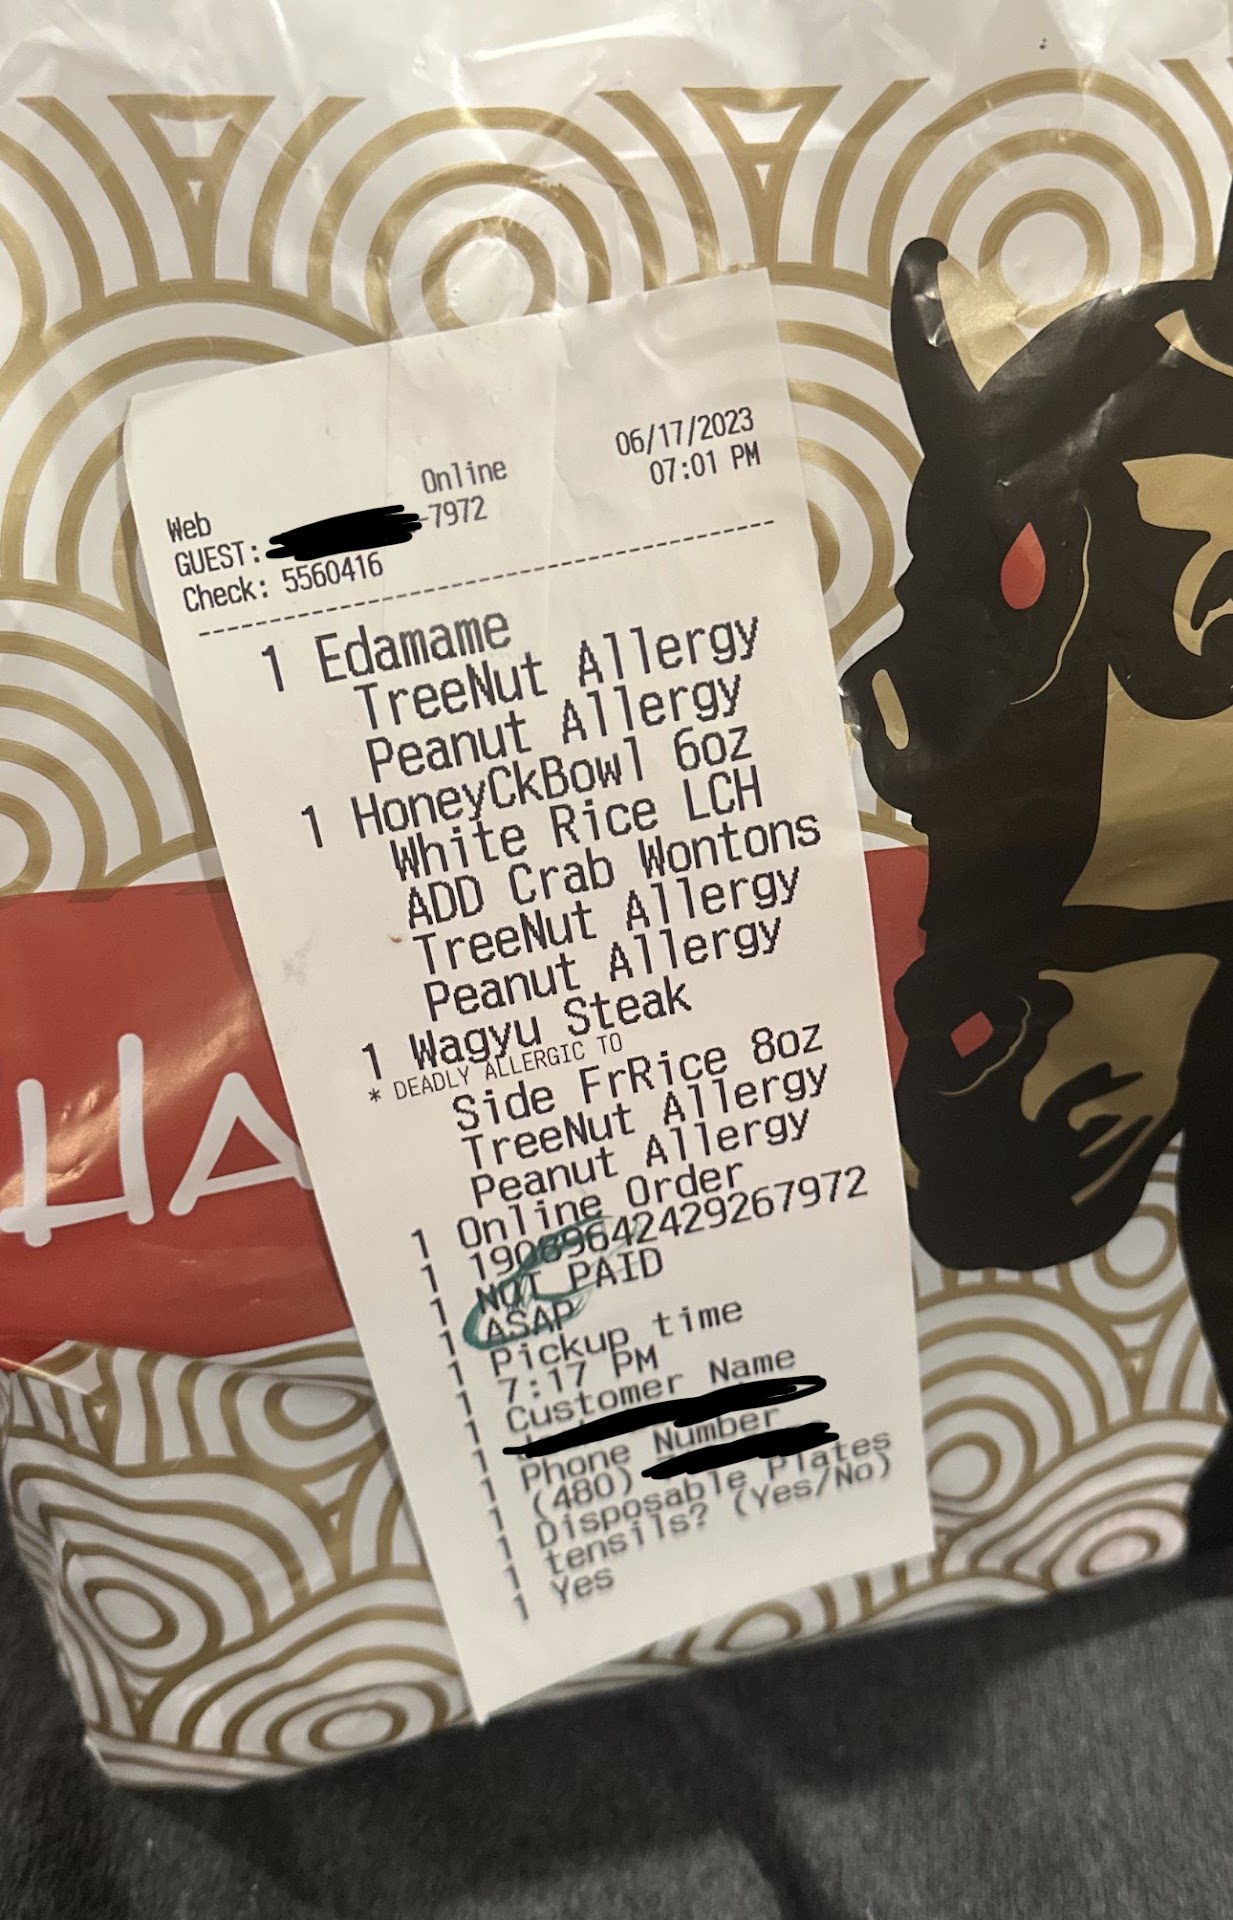 Online
06/17/2023
07:01 PM
Web
GUEST: -7972
Check: 5560416
--------------------------------
1 Edamame
TreeNut Allergy
Peanut Allergy
1 HoneyCkBowl 6oz
White Rice LCH
ADD Crab Wontons
TreeNut Allergy
Peanut Allergy
1 Wagyu Steak
* DEADLY ALLERGIC TO
Side FrRice 8oz
TreeNut Allergy
Peanut Allergy
1 Online Order
1 19069642429267972
1 NOT PAID
1 ASAP
1 Pickup time
1 7:17 PM
1 Customer Name
1
1 Phone Number
1 (480)
1 Disposable Plates
1 tensils? (Yes/No)
1 Yes
HA